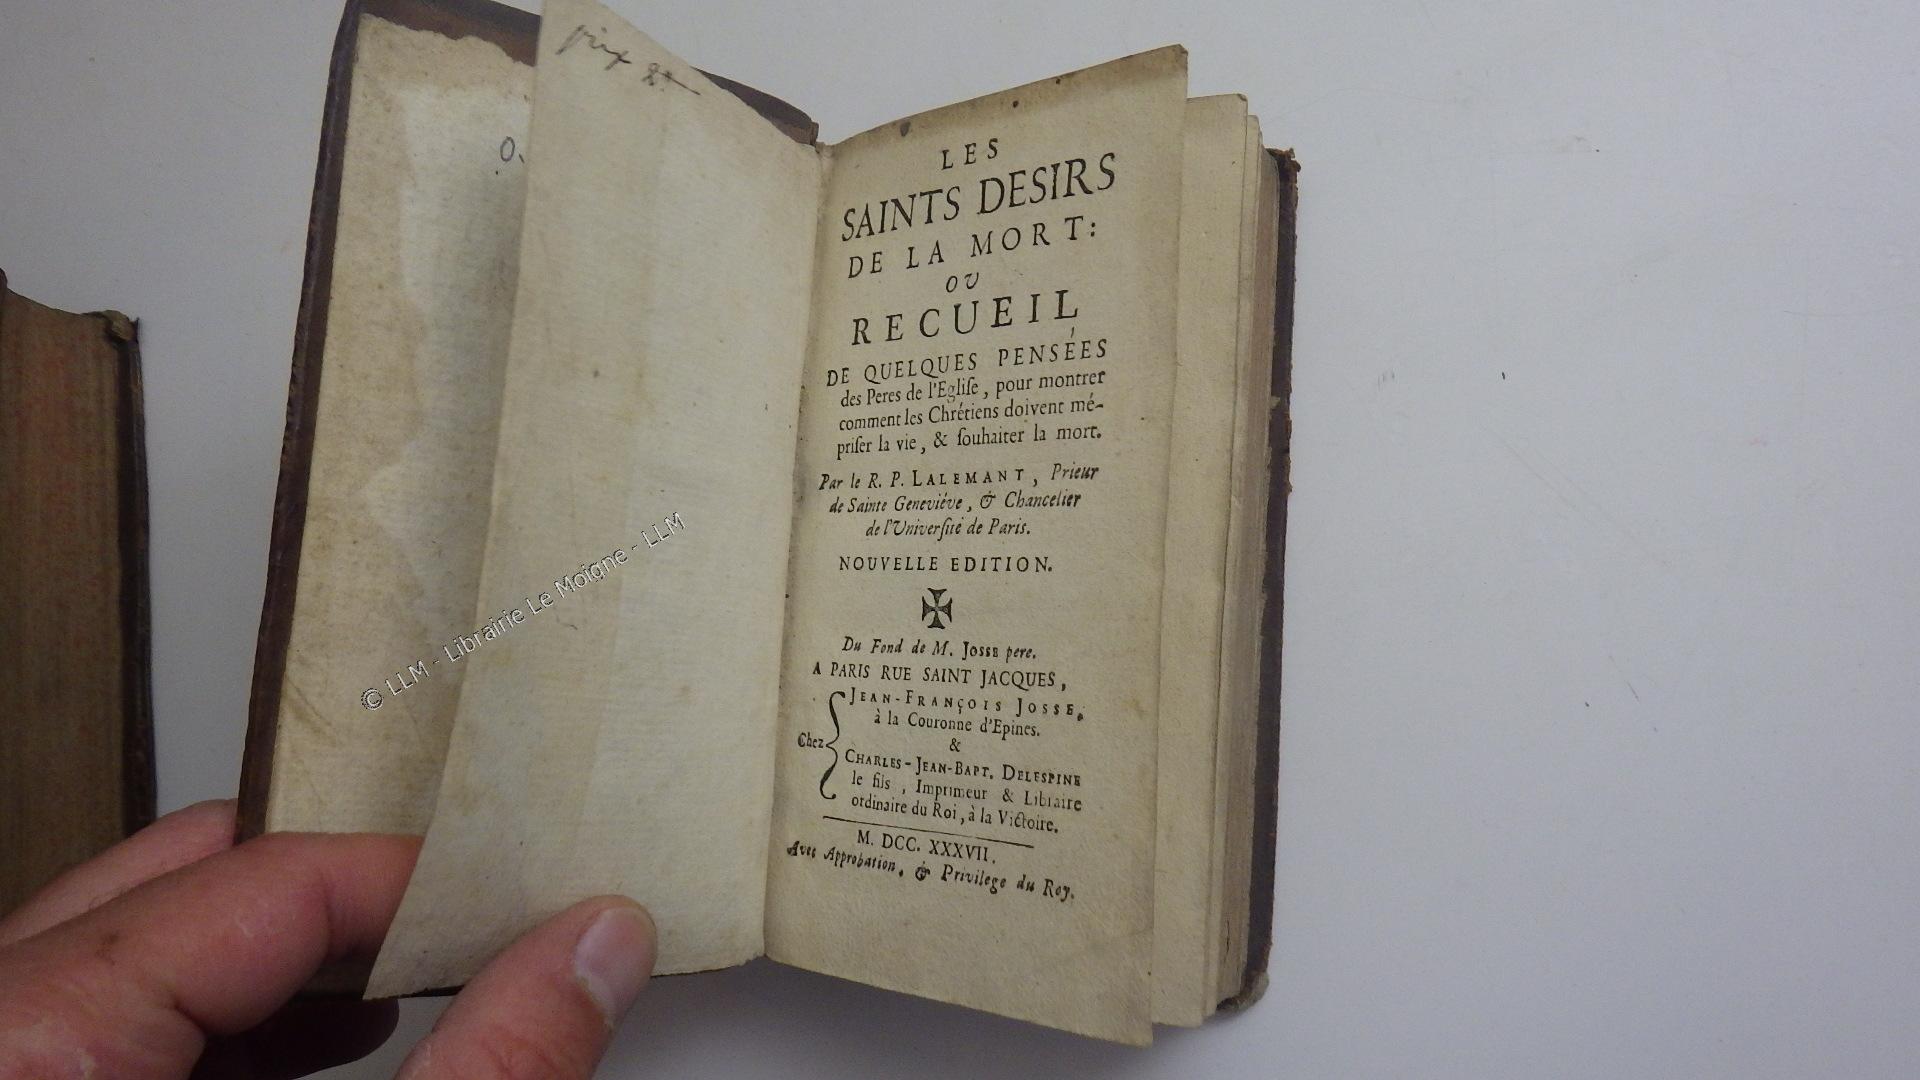 prix 2#
O.
LES
SAINTS DESIRS
DE LA MORT:
OU
RECUEIL
DE QUELQUES PENSÉES
des Peres de l'Egliſe, pour montrer
comment les Chrétiens doivent mé-
priſer la vie, & ſouhaiter la mort.
Par le R. P. LALEMANT, Prieur
de Sainte Geneviéve, & Chancelier
de l'Univerſité de Paris.
NOUVELLE EDITION.
Du Fond de M. JOSSE pere.
A PARIS RUE SAINT JACQUES,
Chez
JEAN-FRANÇOIS JOSSE,
à la Couronne d'Epines.
&
CHARLES-JEAN-BAPT. DELESPINE
le fils, Imprimeur & Libraire
ordinaire du Roi, à la Victoire.
M. DCC. XXXVII.
Avec Approbation, & Privilege du Roy.
© LLM - Librairie Le Moigne - LLM